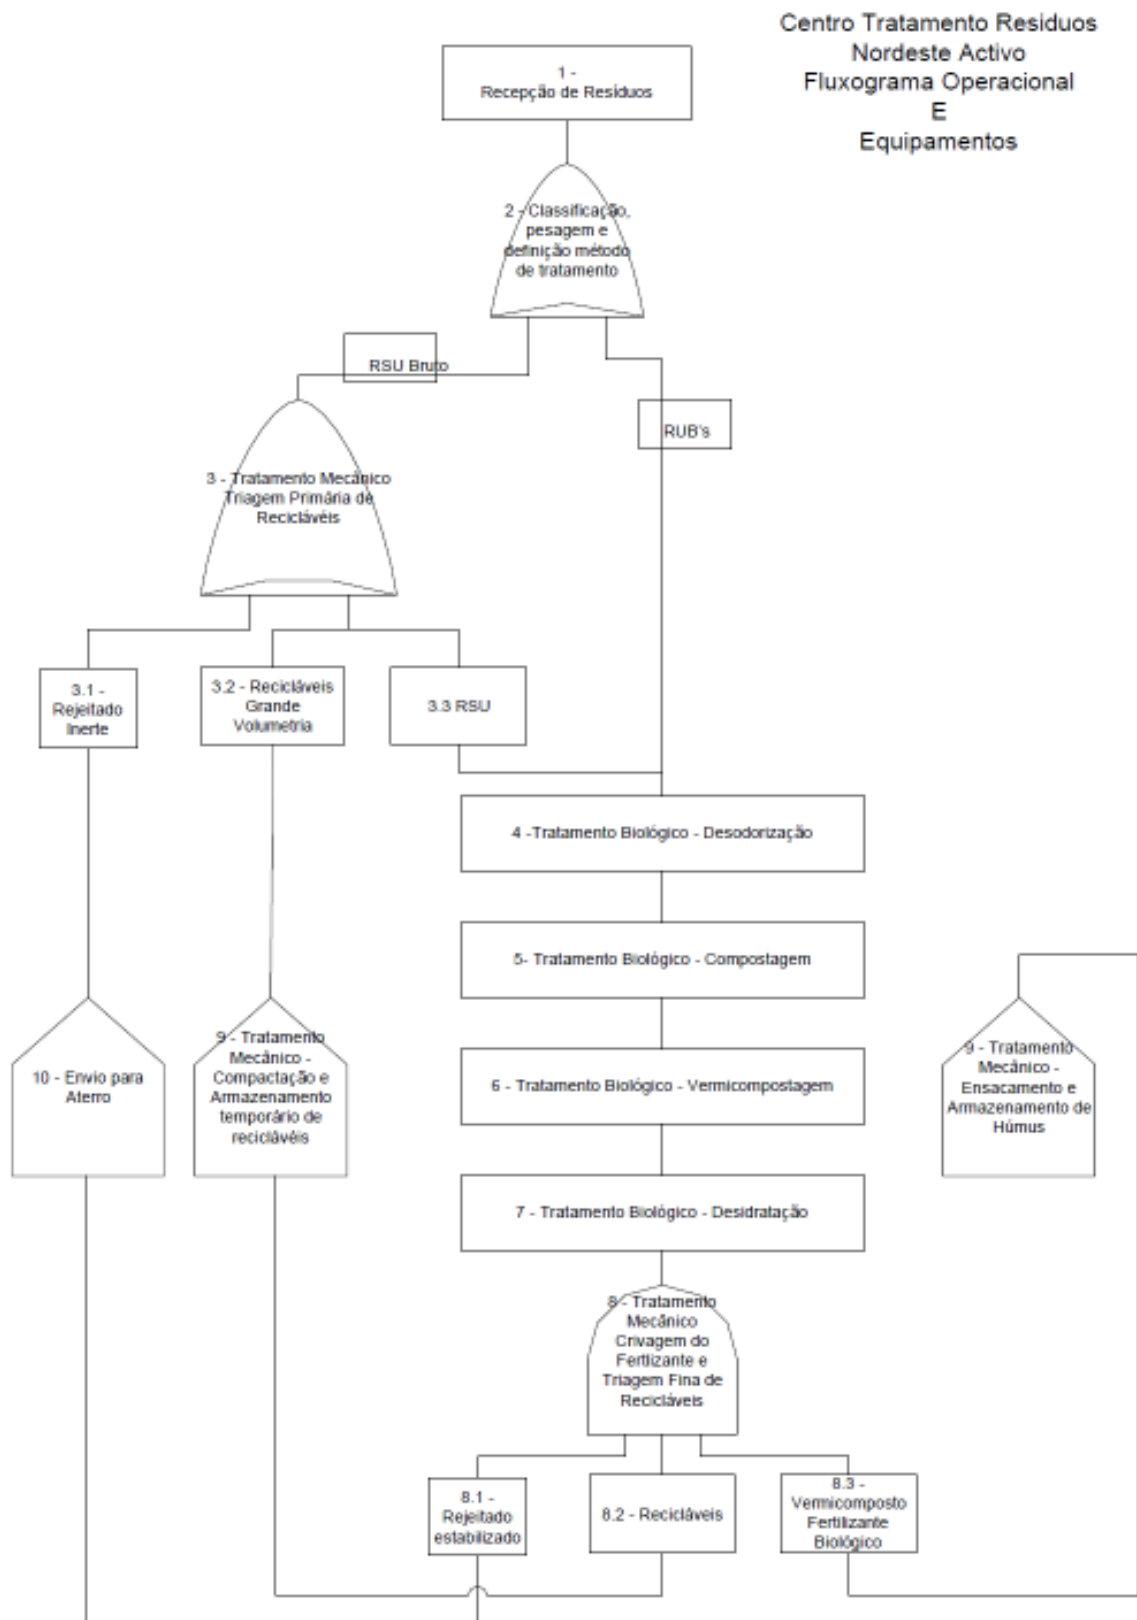 Centro Tratamento Residuos
Nordeste Activo
Fluxograma Operacional
E
Equipamentos
1 -
Recepção de Resíduos
2 - Classificação,
pesagem e
definição método
de tratamento
RSU Bruto
RUB's
3 - Tratamento Mecânico
Triagem Primária de
Reciclavéis
3.1 -
Rejeitado
Inerte
3.2 - Recicláveis
Grande
Volumetria
3.3 RSU
4 -Tratamento Biológico - Desodorização
5- Tratamento Biológico - Compostagem
6 - Tratamento Biológico - Vermicompostagem
7 - Tratamento Biológico - Desidratação
10 - Envio para
Aterro
9 - Tratamento
Mecânico -
Compactação e
Armazenamento
temporário de
reciclavéis
9 - Tratamento
Mecânico -
Ensacamento e
Armazenamento de
Húmus
8 - Tratamento
Mecânico
Crivagem do
Fertlizante e
Triagem Fina de
Recicláveis
8.1 -
Rejeitado
estabilizado
8.2 - Recicláveis
8.3 -
Vermicomposto
Fertilizante
Biológico